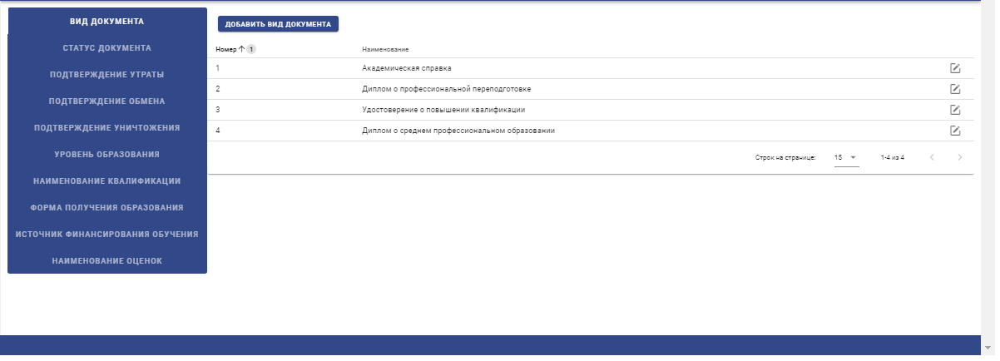 ВИД ДОКУМЕНТА
СТАТУС ДОКУМЕНТА
ПОДТВЕРЖДЕНИЕ УТРАТЫ
ПОДТВЕРЖДЕНИЕ ОБМЕНА
ПОДТВЕРЖДЕНИЕ УНИЧТОЖЕНИЯ
УРОВЕНЬ ОБРАЗОВАНИЯ
НАИМЕНОВАНИЕ КВАЛИФИКАЦИИ
ФОРМА ПОЛУЧЕНИЯ ОБРАЗОВАНИЯ
ИСТОЧНИК ФИНАНСИРОВАНИЯ ОБУЧЕНИЯ
НАИМЕНОВАНИЕ ОЦЕНОК
ДОБАВИТЬ ВИД ДОКУМЕНТА
Номер 1 Наименование
1 Академическая справка
2 Диплом о профессиональной переподготовке
3 Удостоверение о повышении квалификации
4 Диплом о среднем профессиональном образовании
Строк на странице: 15 1-4 из 4